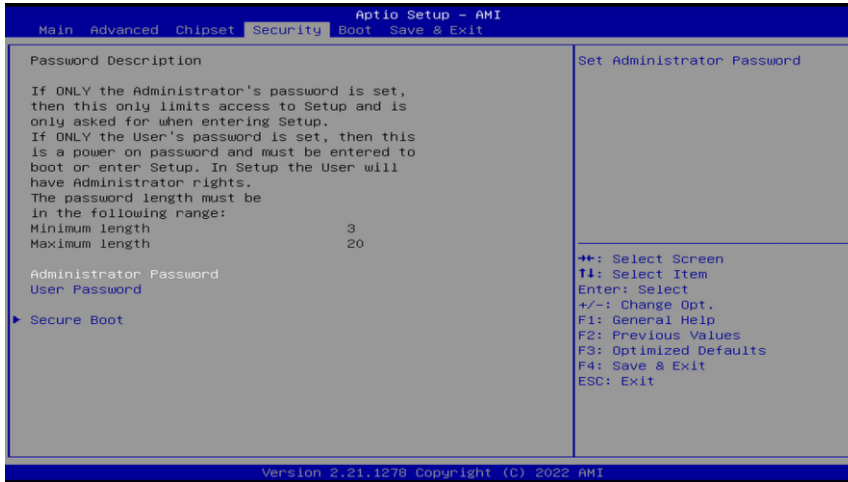 Aptio Setup - AMI
Main Advanced Chipset Security Boot Save & Exit
Password Description
If ONLY the Administrator's password is set,
then this only limits access to Setup and is
only asked for when entering Setup.
If ONLY the User's password is set, then this
is a power on password and must be entered to
boot or enter Setup. In Setup the User will
have Administrator rights.
The password length must be
in the following range:
Minimum length 3
Maximum length 20
Administrator Password
User Password
▶ Secure Boot
Set Administrator Password
→←: Select Screen
↑↓: Select Item
Enter: Select
+/-: Change Opt.
F1: General Help
F2: Previous Values
F3: Optimized Defaults
F4: Save & Exit
ESC: Exit
Version 2.21.1278 Copyright (C) 2022 AMI